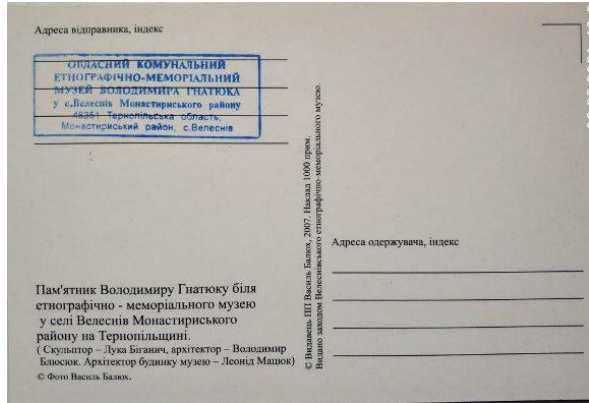 Адреса відправника, індекс
ОБЛАСНИЙ КОМУНАЛЬНИЙ
ЕТНОГРАФІЧНО-МЕМОРІАЛЬНИЙ
МУЗЕЙ ВОЛОДИМИРА ГНАТЮКА
у с.Велеснів Монастириського району
48351 Тернопільська область,
Монастириський район, с.Велеснів
Пам'ятник Володимиру Гнатюку біля
етнографічно - меморіального музею
у селі Велеснів Монастириського
району на Тернопільщині.
( Скульптор – Лука Біганич, архітектор – Володимир
Блюсюк. Архітектор будинку музею – Леонід Мацюк)
© Фото Василь Балюх.
© Видавець ПП Василь Балюх, 2007. Наклад 1000 прим.
Видано заходом Велеснівського етнографічно-меморіального музею.
Адреса одержувача, індекс